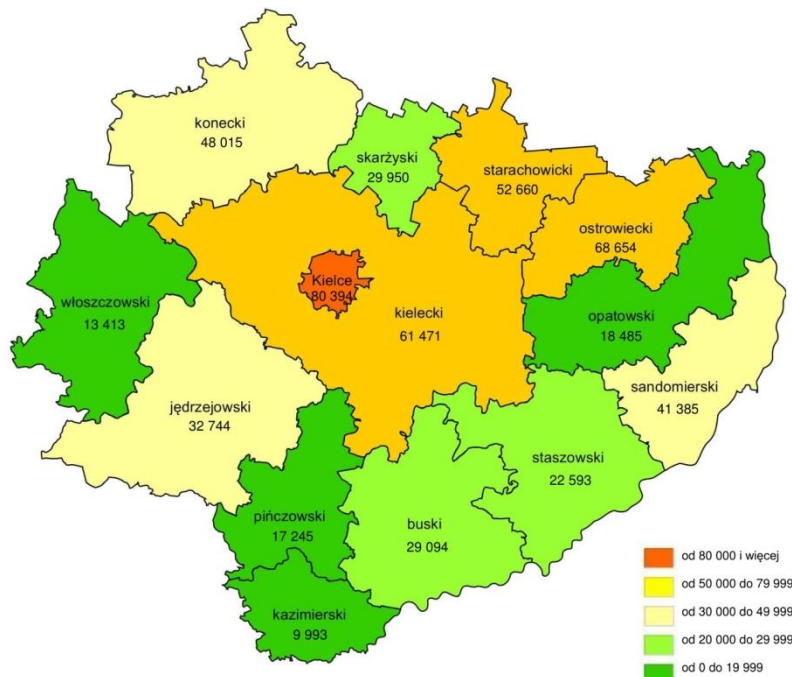 konecki
48 015
skarżyski
29 950
starachowicki
52 660
ostrowiecki
68 654
Kielce
80 394
włoszczowski
13 413
kielecki
61 471
opatowski
18 485
sandomierski
41 385
jędrzejowski
32 744
staszowski
22 593
pińczowski
17 245
buski
29 094
kazimierski
9 993
od 80 000 i więcej
od 50 000 do 79 999
od 30 000 do 49 999
od 20 000 do 29 999
od 0 do 19 999